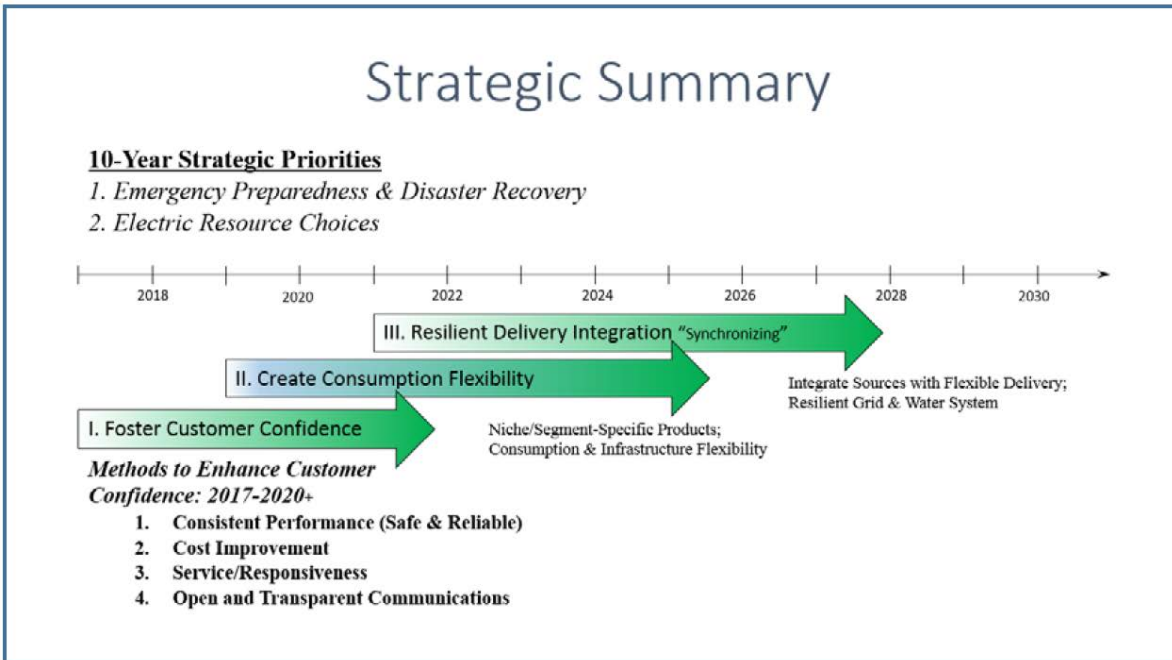 Strategic Summary
10-Year Strategic Priorities
1. Emergency Preparedness & Disaster Recovery
2. Electric Resource Choices
2018 2020 2022 2024 2026 2028 2030
III. Resilient Delivery Integration "Synchronizing"
II. Create Consumption Flexibility
Integrate Sources with Flexible Delivery;
Resilient Grid & Water System
I. Foster Customer Confidence
Niche/Segment-Specific Products;
Consumption & Infrastructure Flexibility
Methods to Enhance Customer
Confidence: 2017-2020+
1. Consistent Performance (Safe & Reliable)
2. Cost Improvement
3. Service/Responsiveness
4. Open and Transparent Communications